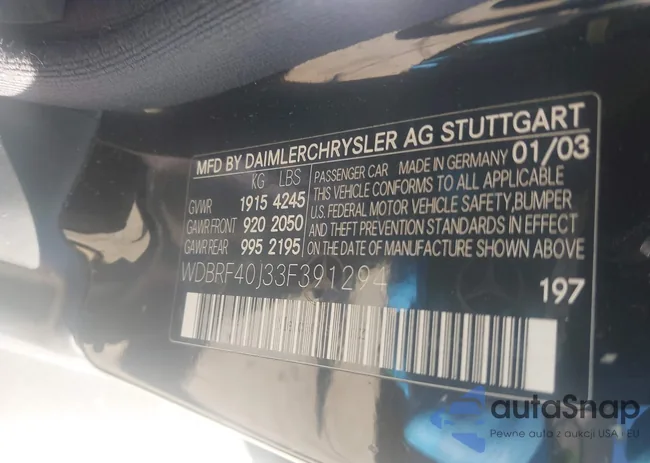 MFD BY DAIMLERCHRYSLER AG STUTTGART
KG LBS
GVWR 1915 4245
GAWR FRONT 920 2050
GAWR REAR 995 2195
PASSENGER CAR MADE IN GERMANY 01/03
THIS VEHICLE CONFORMS TO ALL APPLICABLE
U.S. FEDERAL MOTOR VEHICLE SAFETY,BUMPER
AND THEFT PREVENTION STANDARDS IN EFFECT
ON THE DATE OF MANUFACTURE SHOWN ABOVE
WDBRF40J33F391294
197
autaSnap
Pewne auta z aukcji USA i EU